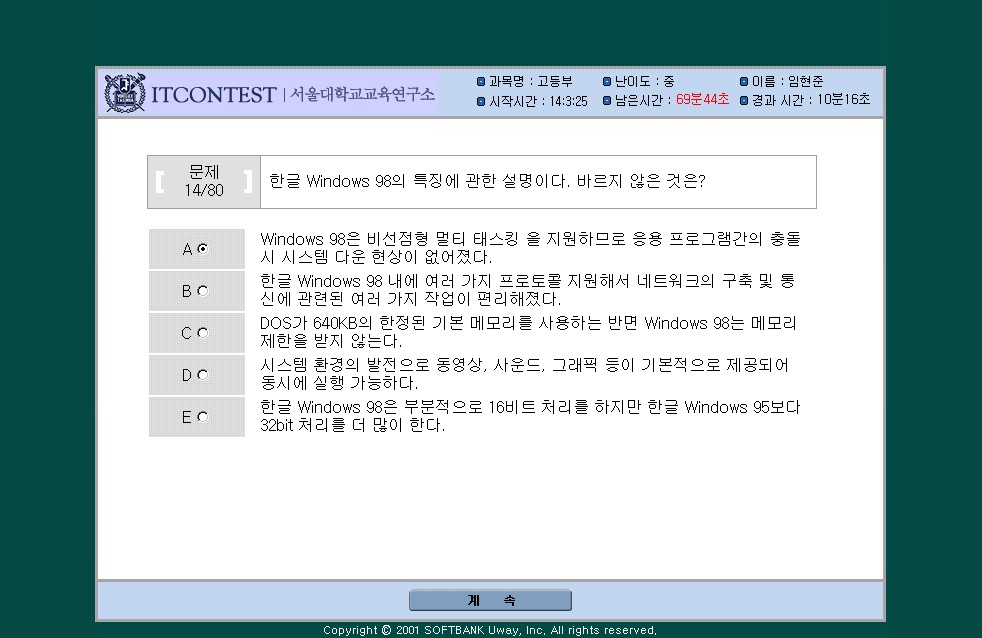 ITCONTEST | 서울대학교교육연구소
과목명 : 고등부 난이도 : 중 이름 : 임현준
시작시간 : 14:3:25 남은시간 : 69분44초 경과 시간 : 10분16초
문제
14/80
한글 Windows 98의 특징에 관한 설명이다. 바르지 않은 것은?
A
Windows 98은 비선점형 멀티 태스킹 을 지원하므로 응용 프로그램간의 충돌
시 시스템 다운 현상이 없어졌다.
B
한글 Windows 98 내에 여러 가지 프로토콜 지원해서 네트워크의 구축 및 통
신에 관련된 여러 가지 작업이 편리해졌다.
C
DOS가 640KB의 한정된 기본 메모리를 사용하는 반면 Windows 98는 메모리
제한을 받지 않는다.
D
시스템 환경의 발전으로 동영상, 사운드, 그래픽 등이 기본적으로 제공되어
동시에 실행 가능하다.
E
한글 Windows 98은 부분적으로 16비트 처리를 하지만 한글 Windows 95보다
32bit 처리를 더 많이 한다.
계 속
Copyright © 2001 SOFTBANK Uway, Inc. All rights reserved.